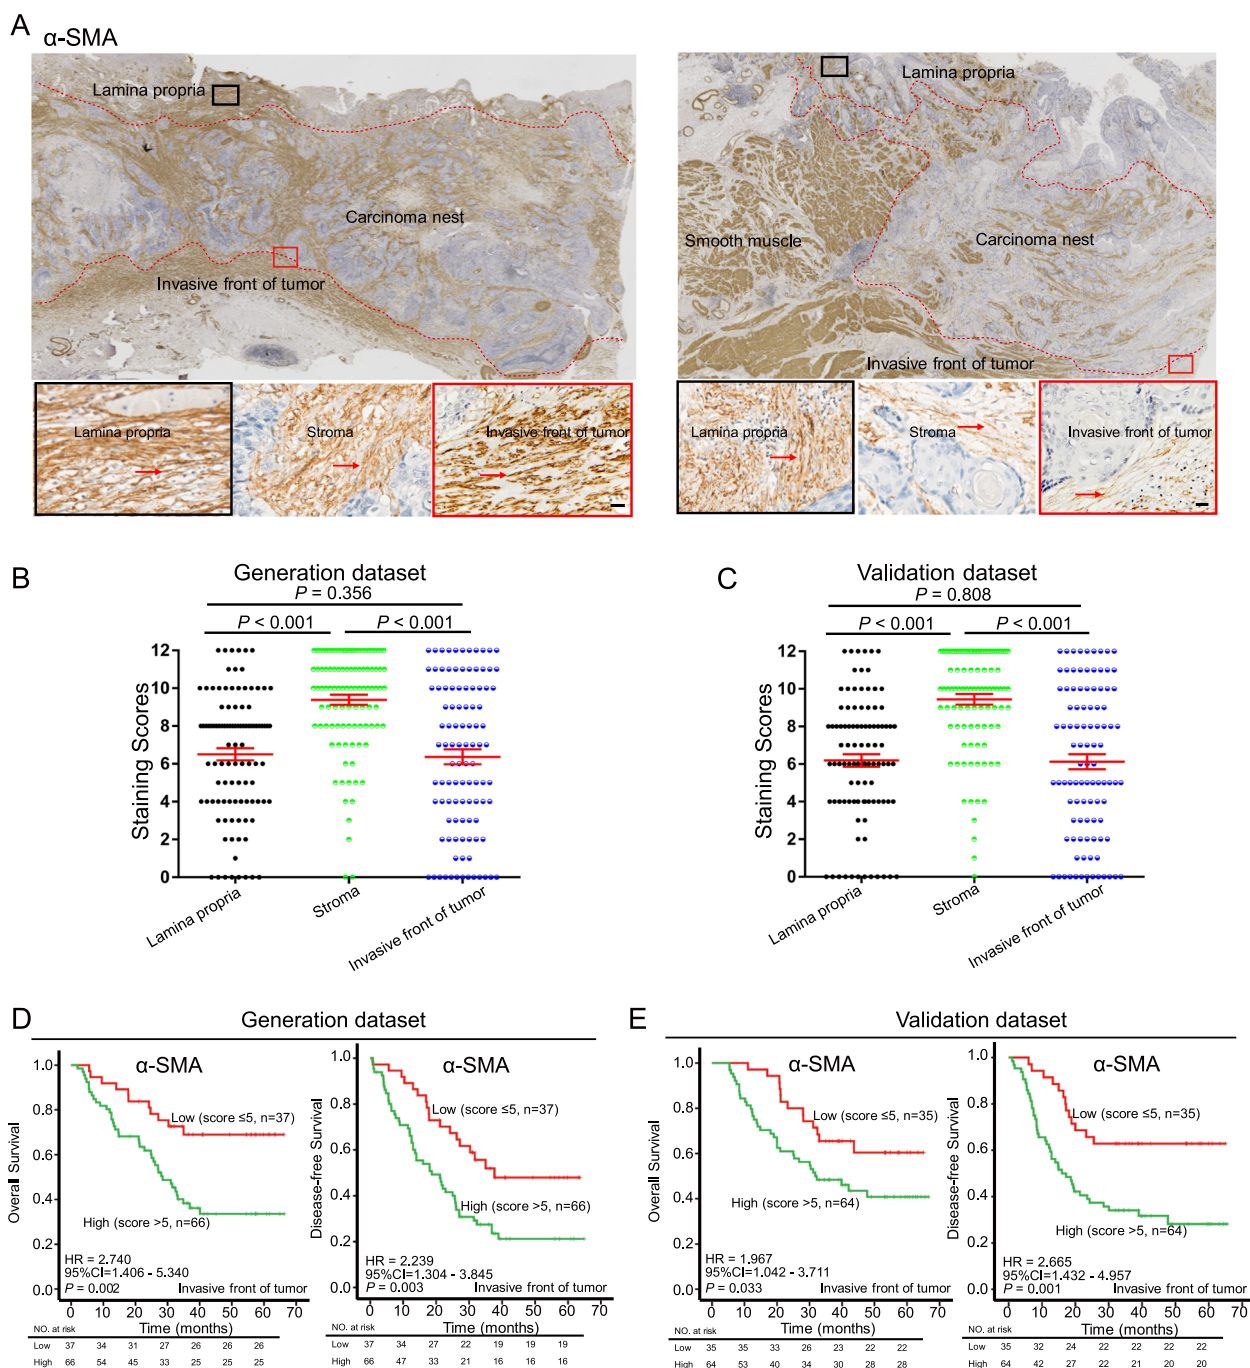 A
α-SMA
Lamina propria
Carcinoma nest
Invasive front of tumor
Lamina propria
Smooth muscle
Carcinoma nest
Invasive front of tumor
Lamina propria
Stroma
Invasive front of tumor
Lamina propria
Stroma
Invasive front of tumor
B
Generation dataset
P = 0.356
P < 0.001
P < 0.001
Staining Scores
12
10
8
6
4
2
0
Lamina propria
Stroma
Invasive front of tumor
C
Validation dataset
P = 0.808
P < 0.001
P < 0.001
Staining Scores
12
10
8
6
4
2
0
Lamina propria
Stroma
Invasive front of tumor
D
Generation dataset
α-SMA
Overall Survival
1.0
0.8
0.6
0.4
0.2
0.0
Low (score ≤5, n=37)
High (score >5, n=66)
HR = 2.740
95%CI=1.406 - 5.340
P = 0.002
Invasive front of tumor
0 10 20 30 40 50 60 70
NO. at risk
Time (months)
Low 37 34 31 27 26 26 26
High 66 54 45 33 25 25 25
α-SMA
Disease-free Survival
1.0
0.8
0.6
0.4
0.2
0.0
Low (score ≤5, n=37)
High (score >5, n=66)
HR = 2.239
95%CI=1.304 - 3.845
P = 0.003
Invasive front of tumor
0 10 20 30 40 50 60 70
NO. at risk
Time (months)
Low 37 34 27 22 19 19 19
High 66 47 33 21 16 16 16
E
Validation dataset
α-SMA
Overall Survival
1.0
0.8
0.6
0.4
0.2
0.0
Low (score ≤5, n=35)
High (score >5, n=64)
HR = 1.967
95%CI=1.042 - 3.711
P = 0.033
Invasive front of tumor
0 10 20 30 40 50 60 70
NO. at risk
Time (months)
Low 35 35 33 26 23 22 22
High 64 53 40 34 30 28 28
α-SMA
Disease-free Survival
1.0
0.8
0.6
0.4
0.2
0.0
Low (score ≤5, n=35)
High (score >5, n=64)
HR = 2.665
95%CI=1.432 - 4.957
P = 0.001
Invasive front of tumor
0 10 20 30 40 50 60 70
NO. at risk
Time (months)
Low 35 32 24 22 22 22 22
High 64 42 27 22 21 20 20